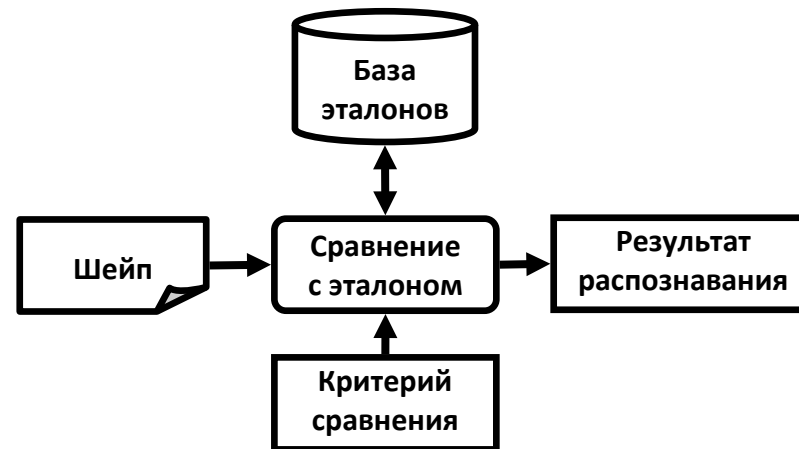 База
эталонов
Шейп
Сравнение
с эталоном
Результат
распознавания
Критерий
сравнения